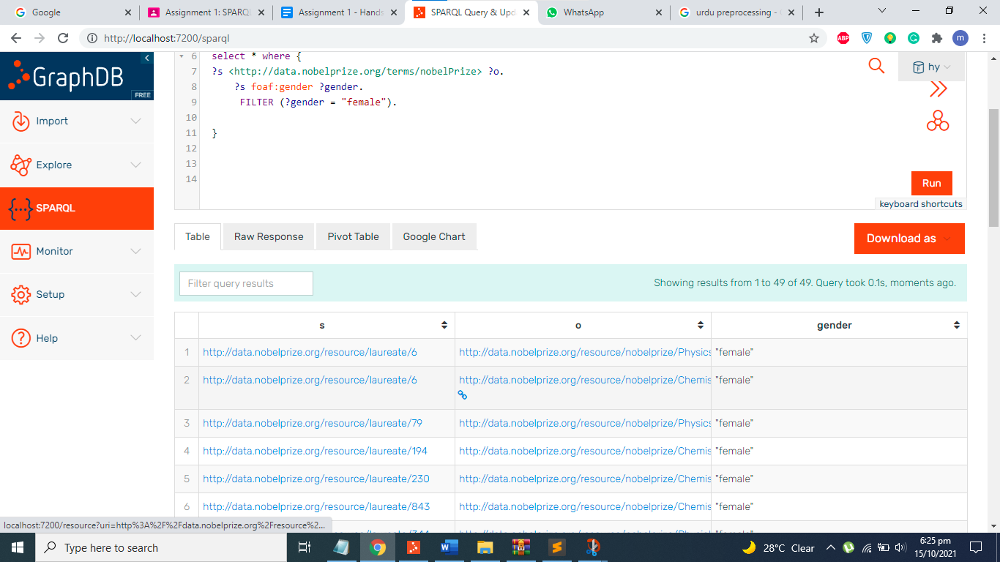 Google
Assignment 1: SPARQL
Assignment 1 - Hands
SPARQL Query & Upd
WhatsApp
urdu preprocessing -
http://localhost:7200/sparql
ABP
m
GraphDB
FREE
Import
Explore
SPARQL
Monitor
Setup
Help
hy
6 select * where {
7 ?s <http://data.nobelprize.org/terms/nobelPrize> ?o.
8 ?s foaf:gender ?gender.
9 FILTER (?gender = "female").
10
11 }
12
13
14
Run
keyboard shortcuts
Table Raw Response Pivot Table Google Chart
Download as
Filter query results
Showing results from 1 to 49 of 49. Query took 0.1s, moments ago.
s o gender
1 http://data.nobelprize.org/resource/laureate/6 http://data.nobelprize.org/resource/nobelprize/Physics "female"
2 http://data.nobelprize.org/resource/laureate/6 http://data.nobelprize.org/resource/nobelprize/Chemis "female"
3 http://data.nobelprize.org/resource/laureate/79 http://data.nobelprize.org/resource/nobelprize/Physics "female"
4 http://data.nobelprize.org/resource/laureate/194 http://data.nobelprize.org/resource/nobelprize/Chemis "female"
5 http://data.nobelprize.org/resource/laureate/230 http://data.nobelprize.org/resource/nobelprize/Chemis "female"
6 http://data.nobelprize.org/resource/laureate/843 http://data.nobelprize.org/resource/nobelprize/Chemis "female"
localhost:7200/resource?uri=http%3A%2F%2Fdata.nobelprize.org%2Fresource%2...
Type here to search
28°C Clear
6:25 pm
15/10/2021